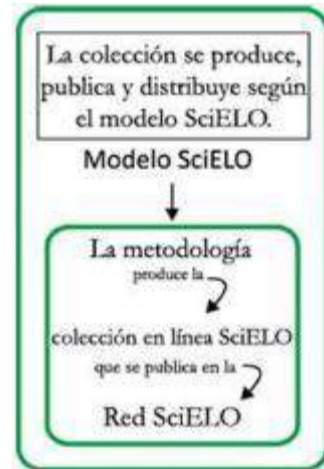 La colección se produce,
publica y distribuye según
el modelo SciELO.
Modelo SciELO
La metodología
produce la
colección en línea SciELO
que se publica en la
Red SciELO